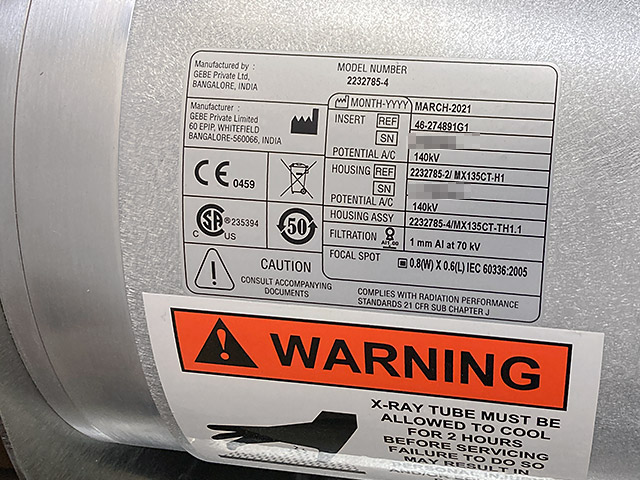 Manufactured by :
GEBE Private Ltd,
BANGALORE, INDIA
Manufacturer :
GEBE Private Limited
60 EPIP, WHITEFIELD
BANGALORE-560066, INDIA
CE 0459
SA ® 235394
C US
50
CAUTION
CONSULT ACCOMPANYING
DOCUMENTS
MODEL NUMBER
2232785-4
MONTH-YYYY MARCH-2021
INSERT REF 46-274891G1
SN
POTENTIAL A/C 140kV
HOUSING REF 2232785-2/ MX135CT-H1
SN
POTENTIAL A/C 140kV
HOUSING ASSY 2232785-4/MX135CT-TH1.1
FILTRATION 1 mm Al at 70 kV
FOCAL SPOT 0.8(W) X 0.6(L) IEC 60336:2005
COMPLIES WITH RADIATION PERFORMANCE
STANDARDS 21 CFR SUB CHAPTER J
WARNING
X-RAY TUBE MUST BE
ALLOWED TO COOL
FOR 2 HOURS
BEFORE SERVICING
FAILURE TO DO SO
MAY RESULT IN
PERSONAL INJURY